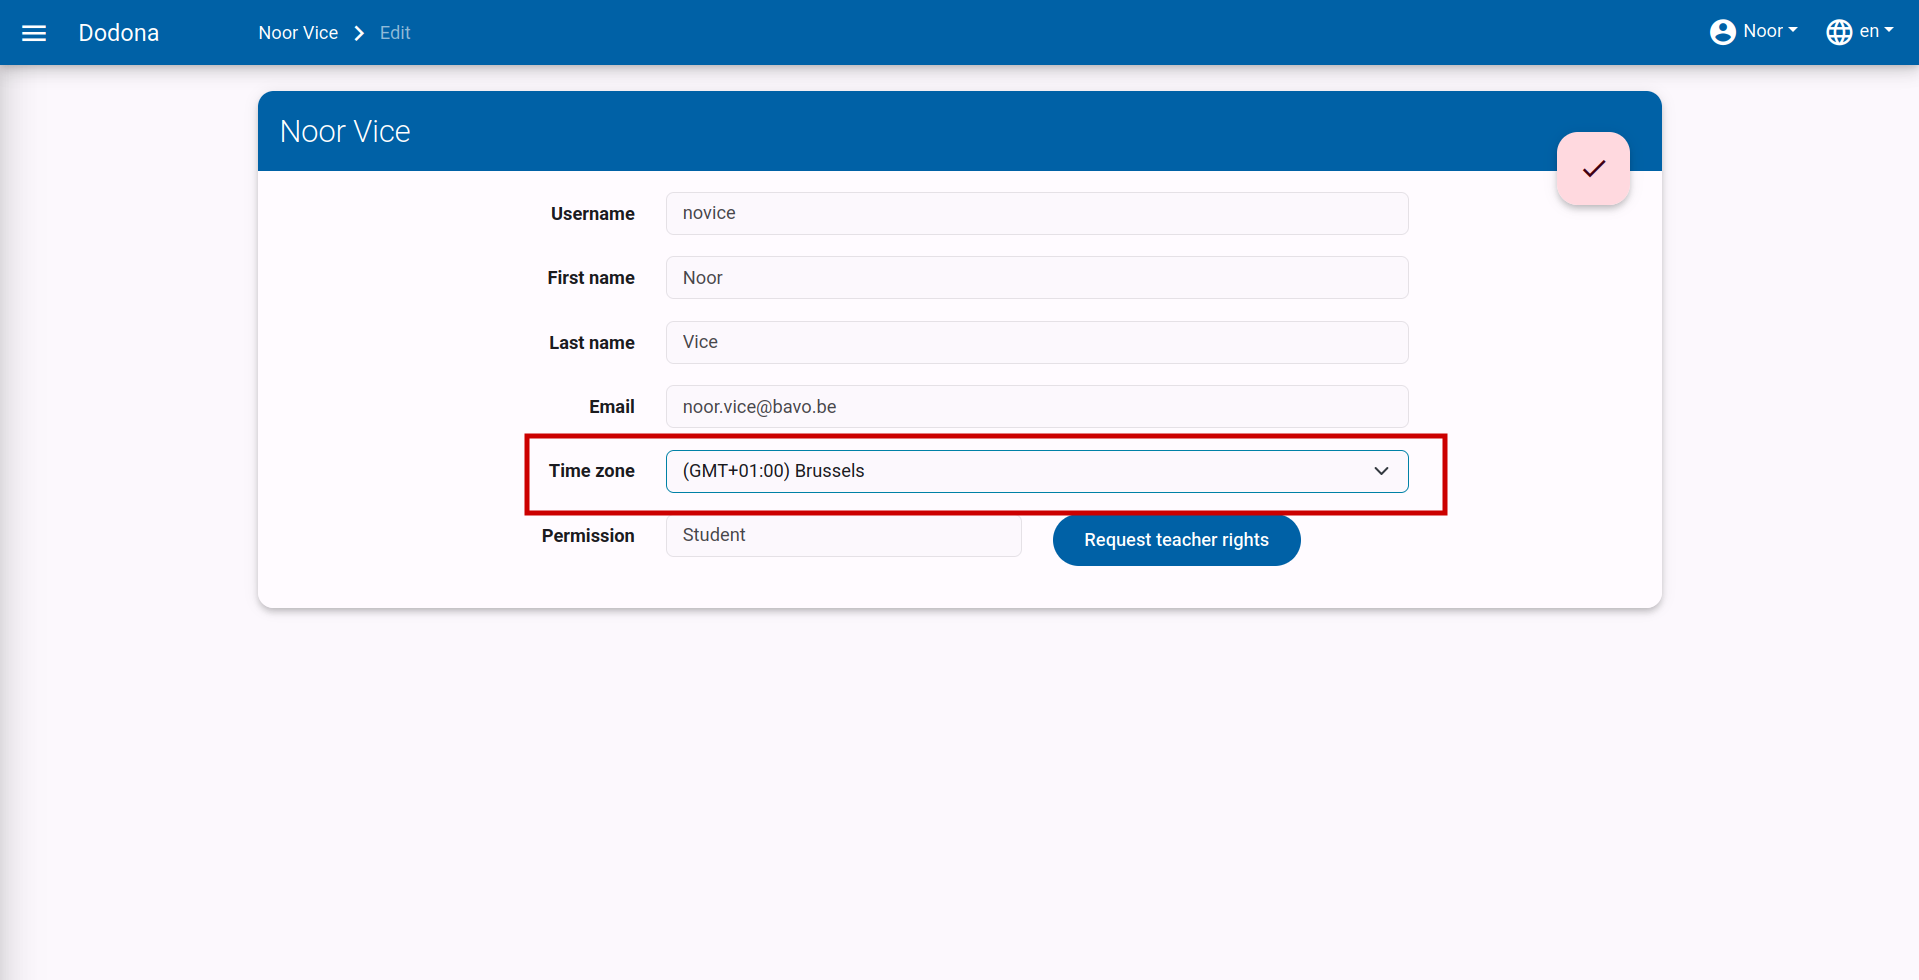 Dodona
Noor Vice
Edit
Noor
en
Noor Vice
Username
novice
First name
Noor
Last name
Vice
Email
noor.vice@bavo.be
Time zone
(GMT+01:00) Brussels
Permission
Student
Request teacher rights